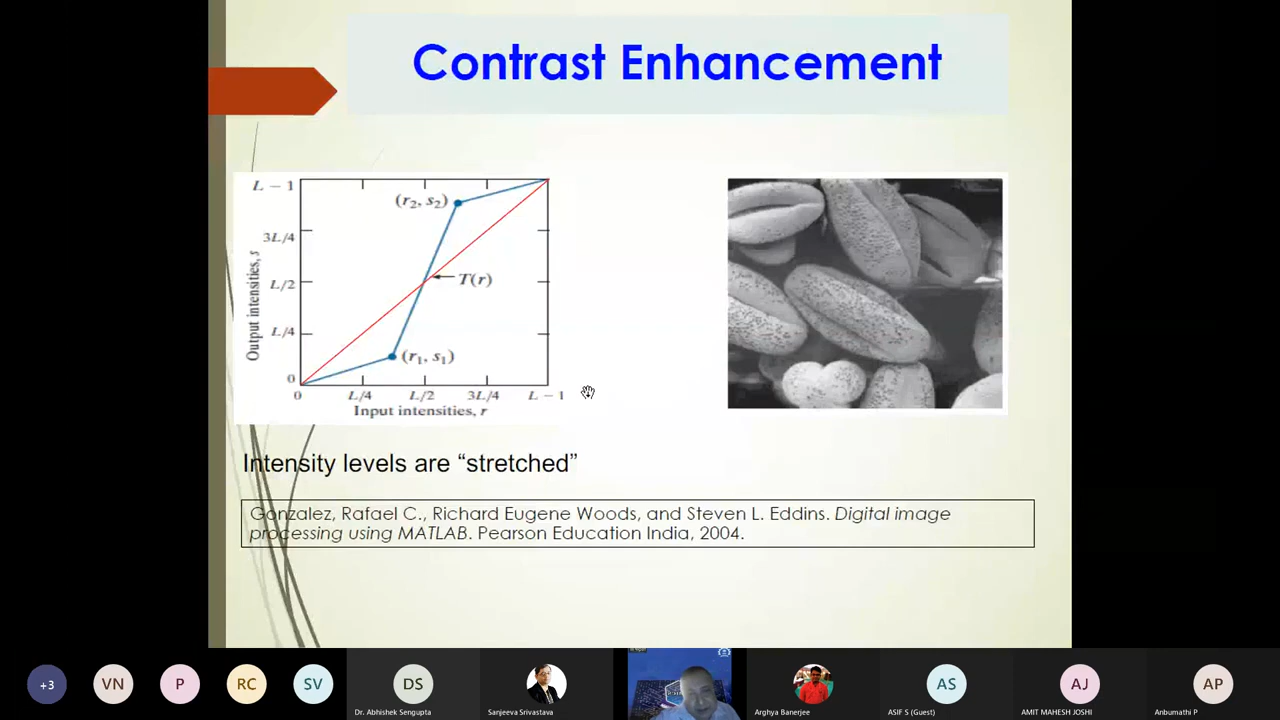 Contrast Enhancement
L − 1
(r₂, s₂)
3L/4
L/2
T(r)
L/4
(r₁, s₁)
0
0 L/4 L/2 3L/4 L − 1
Output intensities, s
Input intensities, r
Intensity levels are “stretched”
Gonzalez, Rafael C., Richard Eugene Woods, and Steven L. Eddins. Digital image
processing using MATLAB. Pearson Education India, 2004.
+3 VN P RC SV DS AS AJ AP
Dr. Abhishek Sengupta Sanjeeva Srivastava Arghya Banerjee ASIF S (Guest) AMIT MAHESH JOSHI Anbumathi P